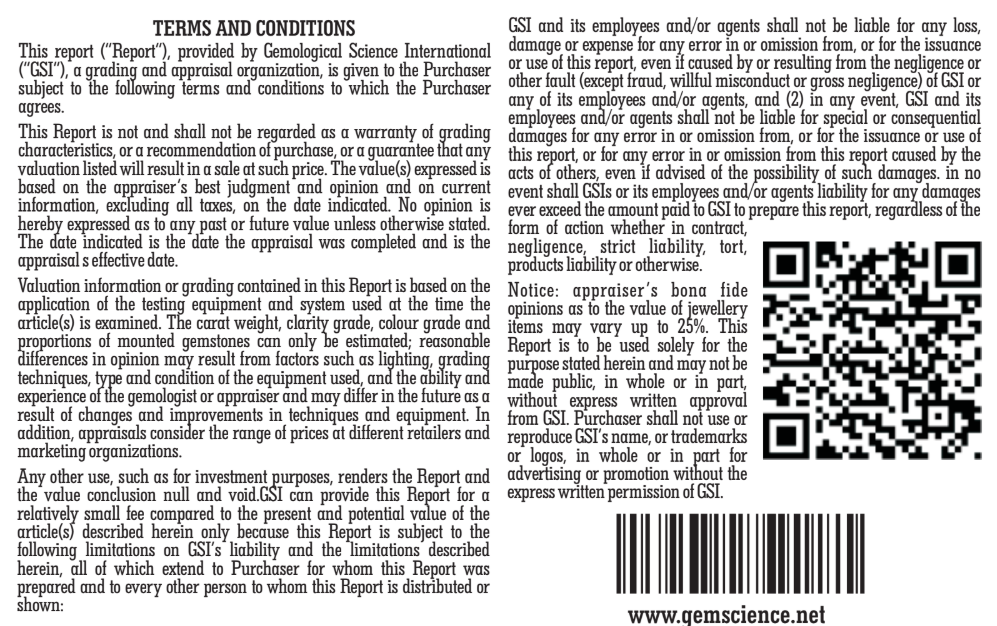 TERMS AND CONDITIONS
This report (“Report”), provided by Gemological Science International
(“GSI”), a grading and appraisal organization, is given to the Purchaser
subject to the following terms and conditions to which the Purchaser
agrees.
This Report is not and shall not be regarded as a warranty of grading
characteristics, or a recommendation of purchase, or a guarantee that any
valuation listed will result in a sale at such price. The value(s) expressed is
based on the appraiser’s best judgment and opinion and on current
information, excluding all taxes, on the date indicated. No opinion is
hereby expressed as to any past or future value unless otherwise stated.
The date indicated is the date the appraisal was completed and is the
appraisal s effective date.
Valuation information or grading contained in this Report is based on the
application of the testing equipment and system used at the time the
article(s) is examined. The carat weight, clarity grade, colour grade and
proportions of mounted gemstones can only be estimated; reasonable
differences in opinion may result from factors such as lighting, grading
techniques, type and condition of the equipment used, and the ability and
experience of the gemologist or appraiser and may differ in the future as a
result of changes and improvements in techniques and equipment. In
addition, appraisals consider the range of prices at different retailers and
marketing organizations.
Any other use, such as for investment purposes, renders the Report and
the value conclusion null and void.GSI can provide this Report for a
relatively small fee compared to the present and potential value of the
article(s) described herein only because this Report is subject to the
following limitations on GSI’s liability and the limitations described
herein, all of which extend to Purchaser for whom this Report was
prepared and to every other person to whom this Report is distributed or
shown:
GSI and its employees and/or agents shall not be liable for any loss,
damage or expense for any error in or omission from, or for the issuance
or use of this report, even if caused by or resulting from the negligence or
other fault (except fraud, willful misconduct or gross negligence) of GSI or
any of its employees and/or agents, and (2) in any event, GSI and its
employees and/or agents shall not be liable for special or consequential
damages for any error in or omission from, or for the issuance or use of
this report, or for any error in or omission from this report caused by the
acts of others, even if advised of the possibility of such damages. in no
event shall GSIs or its employees and/or agents liability for any damages
ever exceed the amount paid to GSI to prepare this report, regardless of the
form of action whether in contract,
negligence, strict liability, tort,
products liability or otherwise.
Notice: appraiser’s bona fide
opinions as to the value of jewellery
items may vary up to 25%. This
Report is to be used solely for the
purpose stated herein and may not be
made public, in whole or in part,
without express written approval
from GSI. Purchaser shall not use or
reproduce GSI’s name, or trademarks
or logos, in whole or in part for
advertising or promotion without the
express written permission of GSI.
www.gemscience.net